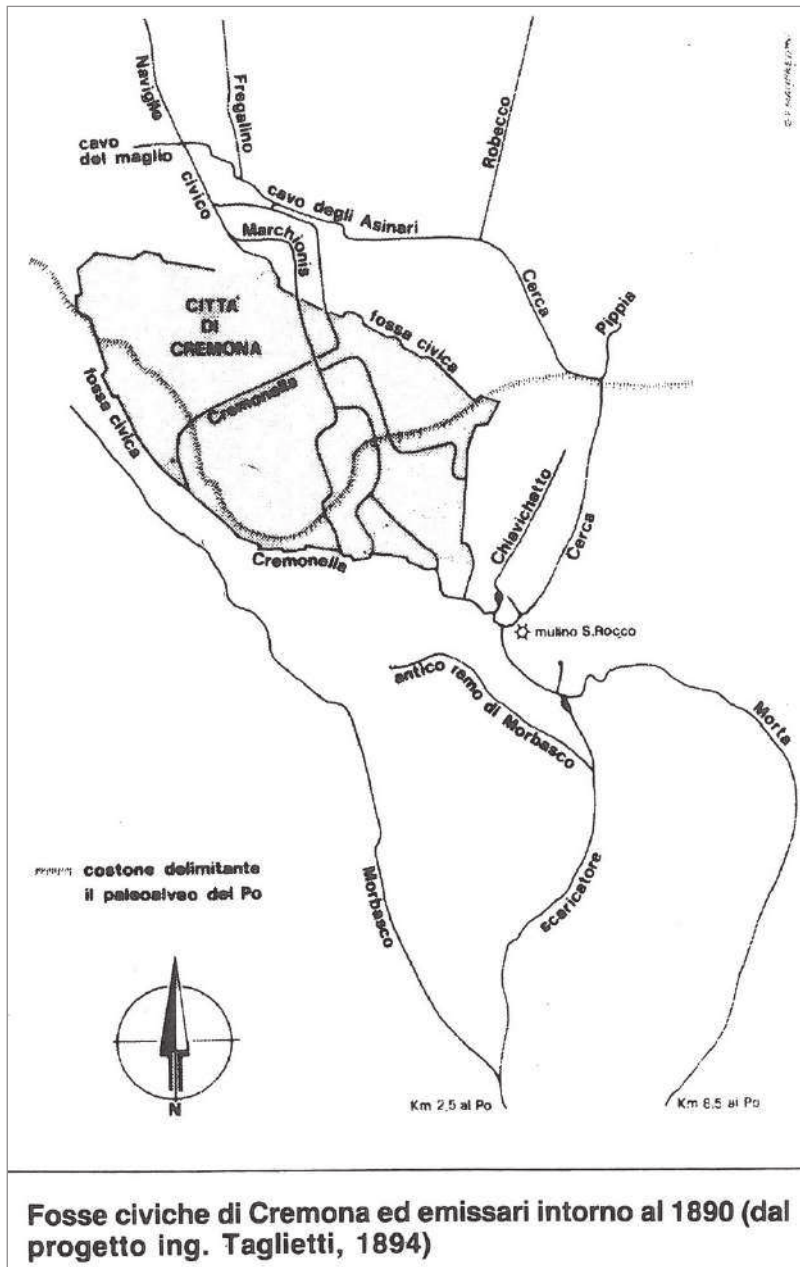 Naviglio
civico
Fregalino
Robecco
cavo
del maglio
cavo degli Asinari
Marchionis
Cerca
Pippia
CITTA'
DI
CREMONA
fossa civica
Cremonella
fossa civica
Chiavichetto
Cerca
Cremonella
mulino S.Rocco
antico ramo di Morbasco
Morta
costone delimitante
il paleoalveo del Po
Morbasco
scaricatore
N
Km 2,5 al Po
Km 8,5 al Po
Fosse civiche di Cremona ed emissari intorno al 1890 (dal
progetto ing. Taglietti, 1894)